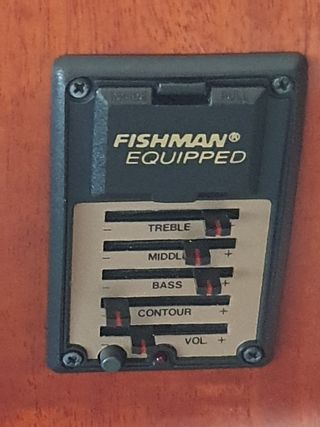 FISHMAN®
EQUIPPED
- TREBLE
- MIDDLE +
- BASS +
- CONTOUR +
- VOL. +